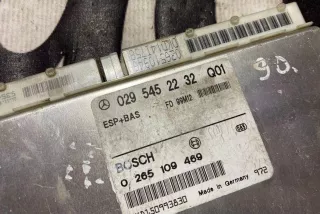 029 545 22 32 Q01
ESP+BAS
FD 99M12
90.
BOSCH
0 265 109 469
Made in Germany
972